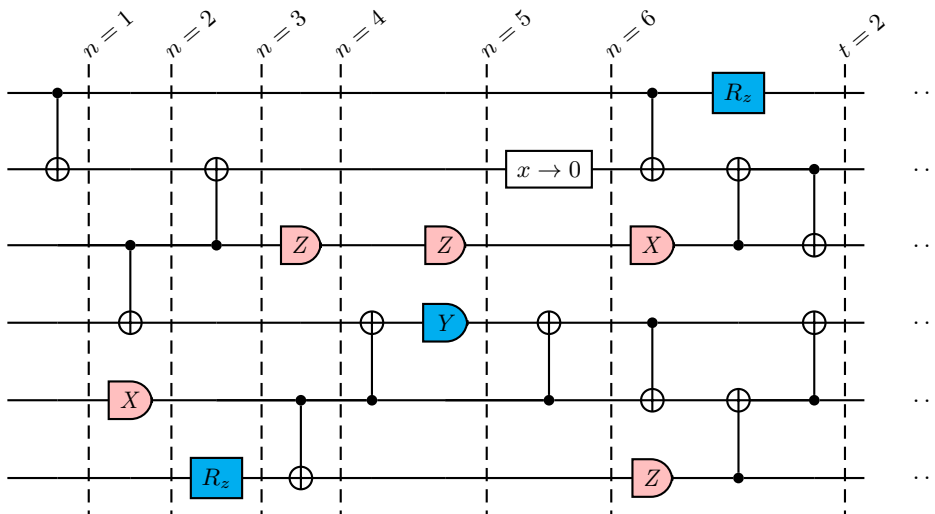 n = 1
n = 2
n = 3
n = 4
n = 5
n = 6
t = 2
R_z
x → 0
Z
Z
X
Y
X
R_z
Z